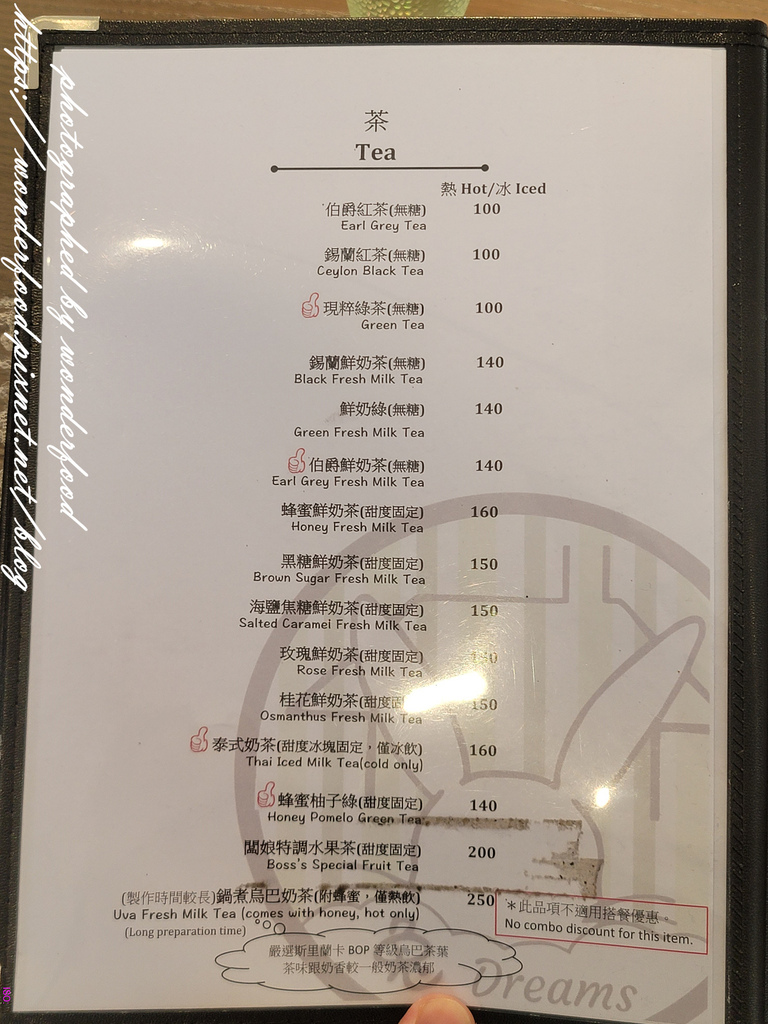 茶
Tea
熱 Hot/冰 Iced
伯爵紅茶(無糖) 100
Earl Grey Tea
錫蘭紅茶(無糖) 100
Ceylon Black Tea
現粹綠茶(無糖) 100
Green Tea
錫蘭鮮奶茶(無糖) 140
Black Fresh Milk Tea
鮮奶綠(無糖) 140
Green Fresh Milk Tea
伯爵鮮奶茶(無糖) 140
Earl Grey Fresh Milk Tea
蜂蜜鮮奶茶(甜度固定) 160
Honey Fresh Milk Tea
黑糖鮮奶茶(甜度固定) 150
Brown Sugar Fresh Milk Tea
海鹽焦糖鮮奶茶(甜度固定) 150
Salted Caramei Fresh Milk Tea
玫瑰鮮奶茶(甜度固定)
Rose Fresh Milk Tea
桂花鮮奶茶(甜度固 150
Osmanthus Fresh Milk Tea
泰式奶茶(甜度冰塊固定，僅冰飲) 160
Thai Iced Milk Tea(cold only)
蜂蜜柚子綠(甜度固定) 140
Honey Pomelo Green Tea
闆娘特調水果茶(甜度固定) 200
Boss's Special Fruit Tea
(製作時間較長)鍋煮烏巴奶茶(附蜂蜜，僅熱飲) 250
Uva Fresh Milk Tea (comes with honey, hot only)
(Long preparation time)
＊此品項不適用搭餐優惠。
No combo discount for this item.
嚴選斯里蘭卡 BOP 等級烏巴茶葉
茶味跟奶香較一般奶茶濃郁
Dreams
photographed by wonderfood
https://wonderfood.pixnet.net/blog